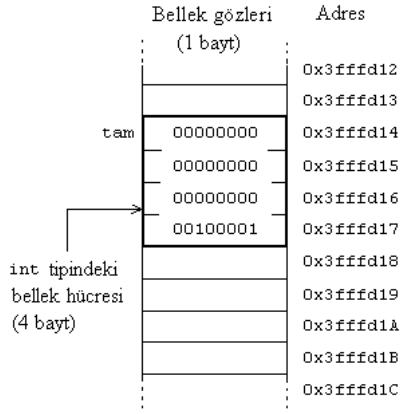 Bellek gözleri Adres
(1 bayt)
0x3fffd12
0x3fffd13
tam 00000000 0x3fffd14
00000000 0x3fffd15
00000000 0x3fffd16
00100001 0x3fffd17
0x3fffd18
int tipindeki
bellek hücresi 0x3fffd19
(4 bayt) 0x3fffd1A
0x3fffd1B
0x3fffd1C